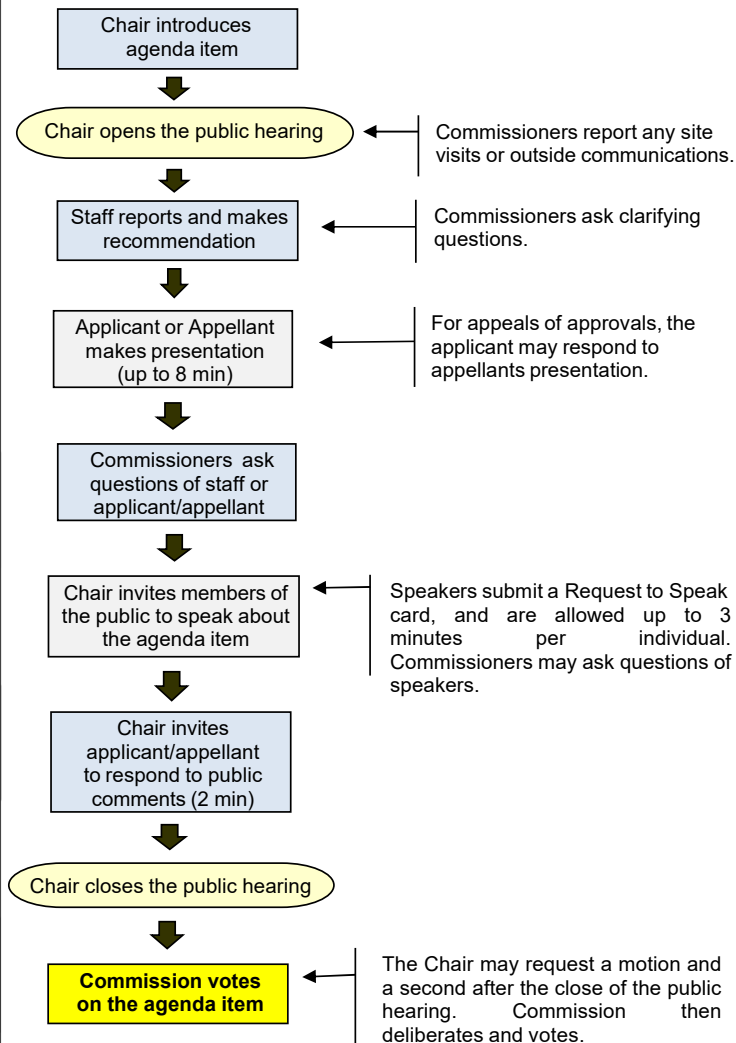 Chair introduces
agenda item
Chair opens the public hearing
Commissioners report any site
visits or outside communications.
Staff reports and makes
recommendation
Commissioners ask clarifying
questions.
Applicant or Appellant
makes presentation
(up to 8 min)
For appeals of approvals, the
applicant may respond to
appellants presentation.
Commissioners ask
questions of staff or
applicant/appellant
Chair invites members of
the public to speak about
the agenda item
Speakers submit a Request to Speak
card, and are allowed up to 3
minutes per individual.
Commissioners may ask questions of
speakers.
Chair invites
applicant/appellant
to respond to public
comments (2 min)
Chair closes the public hearing
Commission votes
on the agenda item
The Chair may request a motion and
a second after the close of the public
hearing. Commission then
deliberates and votes.